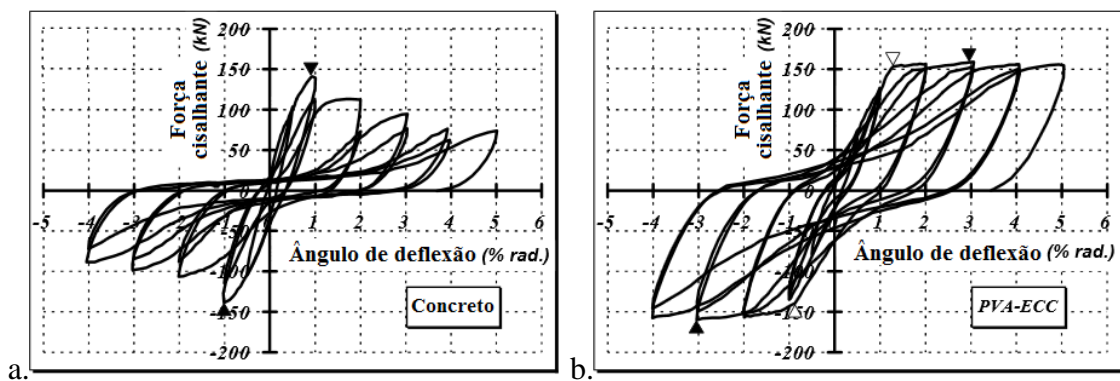 200
150
100
50
0
-50
-100
-150
-200
-5 -4 -3 -2 -1 1 2 3 4 5 6
Força cisalhante (kN)
Ângulo de deflexão (% rad.)
Concreto
a.
200
150
100
50
0
-50
-100
-150
-200
-5 -4 -3 -2 -1 1 2 3 4 5 6
Força cisalhante (kN)
Ângulo de deflexão (% rad.)
PVA-ECC
b.